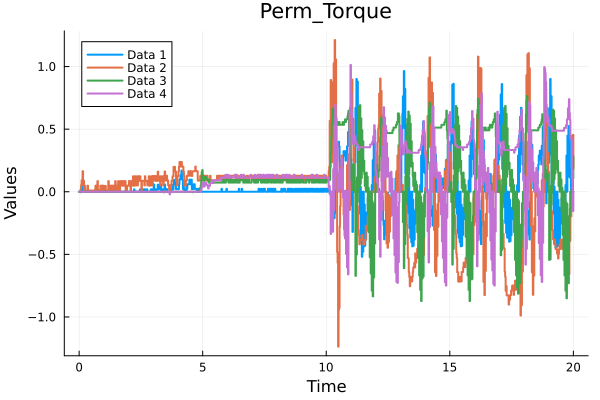 Perm_Torque
Data 1
Data 2
Data 3
Data 4
1.0
0.5
0.0
−0.5
−1.0
Values
0 5 10 15 20
Time